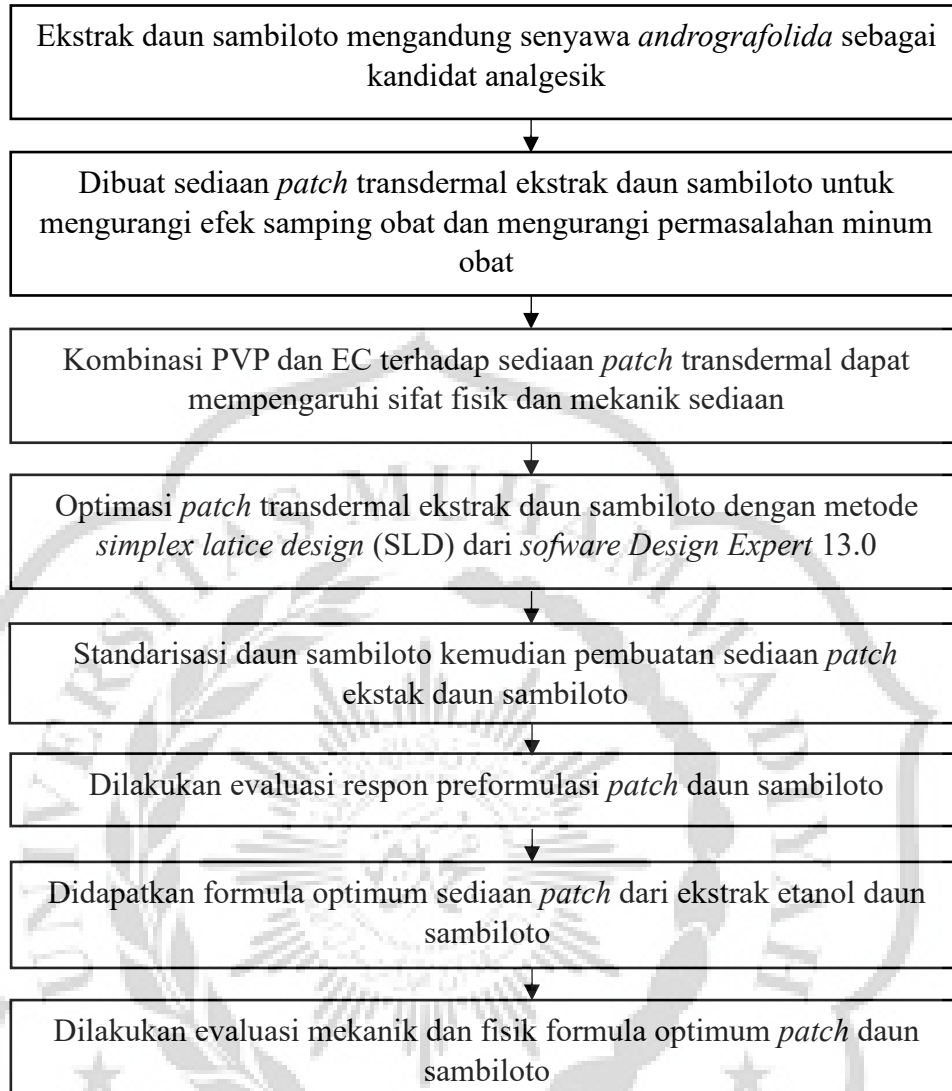 Ekstrak daun sambiloto mengandung senyawa andrografolida sebagai
kandidat analgesik
Dibuat sediaan patch transdermal ekstrak daun sambiloto untuk
mengurangi efek samping obat dan mengurangi permasalahan minum
obat
Kombinasi PVP dan EC terhadap sediaan patch transdermal dapat
mempengaruhi sifat fisik dan mekanik sediaan
Optimasi patch transdermal ekstrak daun sambiloto dengan metode
simplex latice design (SLD) dari sofware Design Expert 13.0
Standarisasi daun sambiloto kemudian pembuatan sediaan patch
ekstak daun sambiloto
Dilakukan evaluasi respon preformulasi patch daun sambiloto
Didapatkan formula optimum sediaan patch dari ekstrak etanol daun
sambiloto
Dilakukan evaluasi mekanik dan fisik formula optimum patch daun
sambiloto
UNIVERSITAS MUHAMMADIYAH